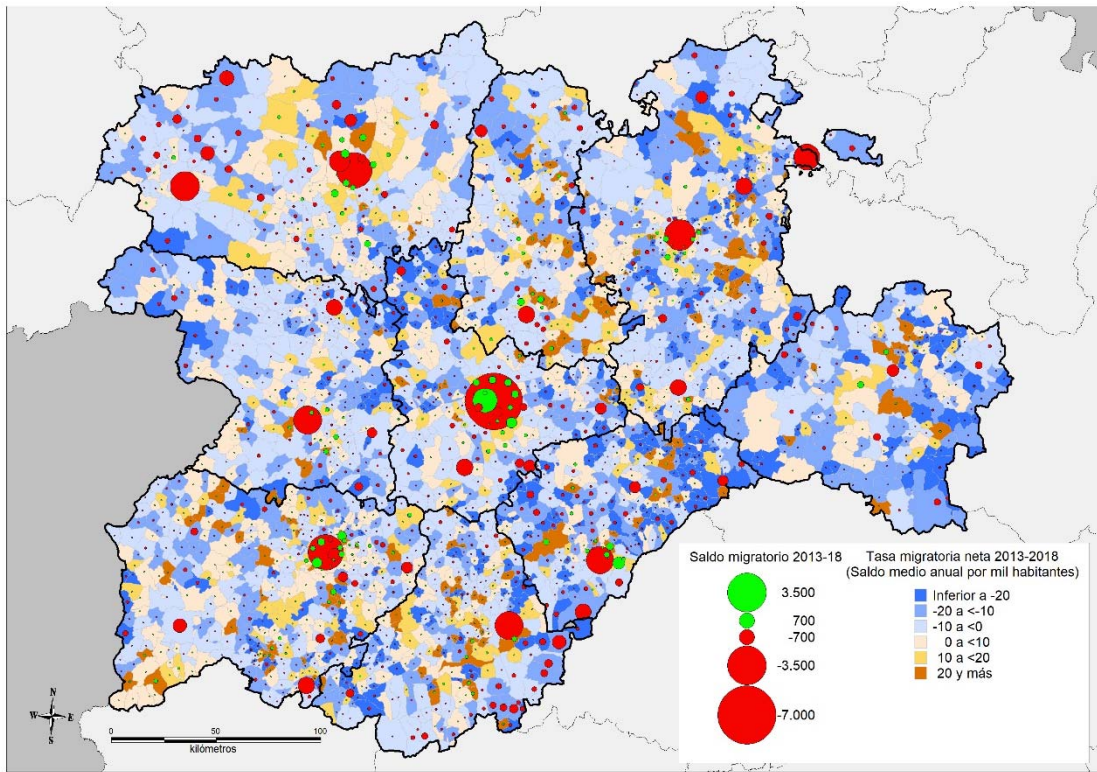 Saldo migratorio 2013-18
3.500
700
-700
-3.500
-7.000
Tasa migratoria neta 2013-2018
(Saldo medio anual por mil habitantes)
Inferior a -20
-20 a <-10
-10 a <0
0 a <10
10 a <20
20 y más
N
W E
S
0 50 100
kilómetros